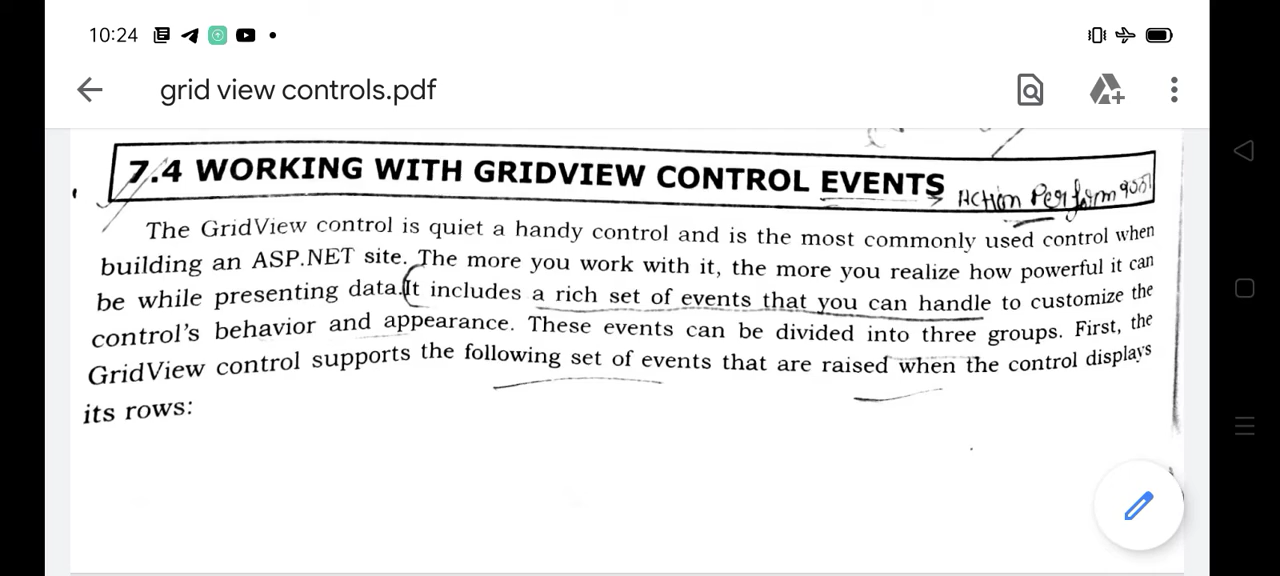 10:24
grid view controls.pdf
7.4 WORKING WITH GRIDVIEW CONTROL EVENTS
Action Perform
The GridView control is quiet a handy control and is the most commonly used control when
building an ASP.NET site. The more you work with it, the more you realize how powerful it can
be while presenting data. It includes a rich set of events that you can handle to customize the
control's behavior and appearance. These events can be divided into three groups. First, the
GridView control supports the following set of events that are raised when the control displays
its rows: